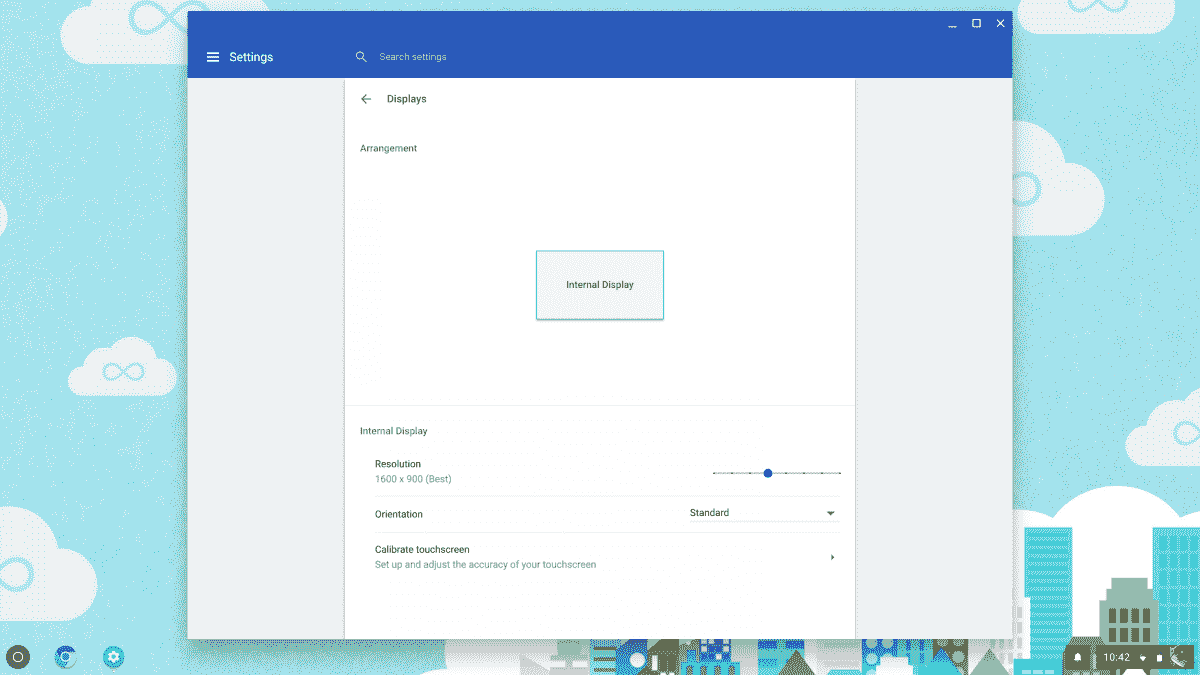 Settings
Search settings
Displays
Arrangement
Internal Display
Internal Display
Resolution
1600 x 900 (Best)
Orientation
Standard
Calibrate touchscreen
Set up and adjust the accuracy of your touchscreen
10:42